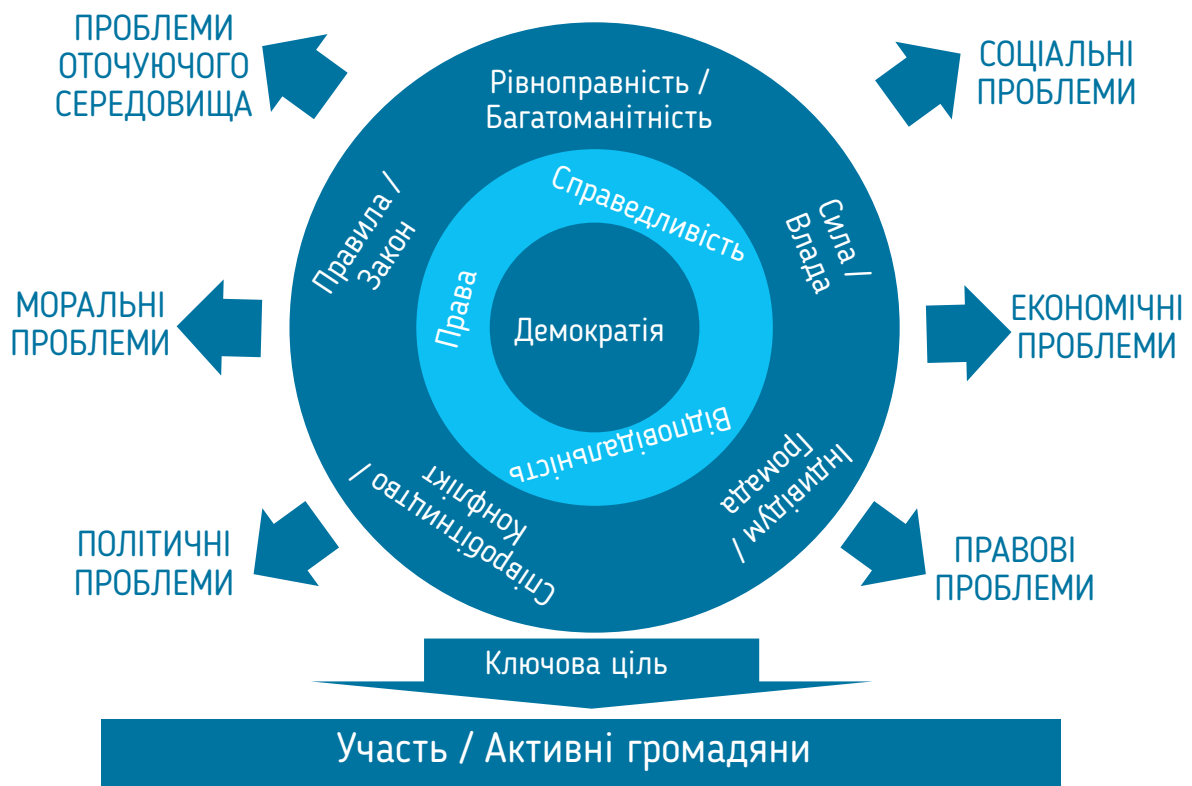 ПРОБЛЕМИ
ОТОЧУЮЧОГО
СЕРЕДОВИЩА
СОЦІАЛЬНІ
ПРОБЛЕМИ
Рівноправність /
Багатоманітність
Справедливість
Правила /
Закон
Сила /
Влада
Права
Демократія
МОРАЛЬНІ
ПРОБЛЕМИ
ЕКОНОМІЧНІ
ПРОБЛЕМИ
Відповідальність
Співробітництво /
Конфлікт
Індивідум /
Громада
ПОЛІТИЧНІ
ПРОБЛЕМИ
ПРАВОВІ
ПРОБЛЕМИ
Ключова ціль
Участь / Активні громадяни